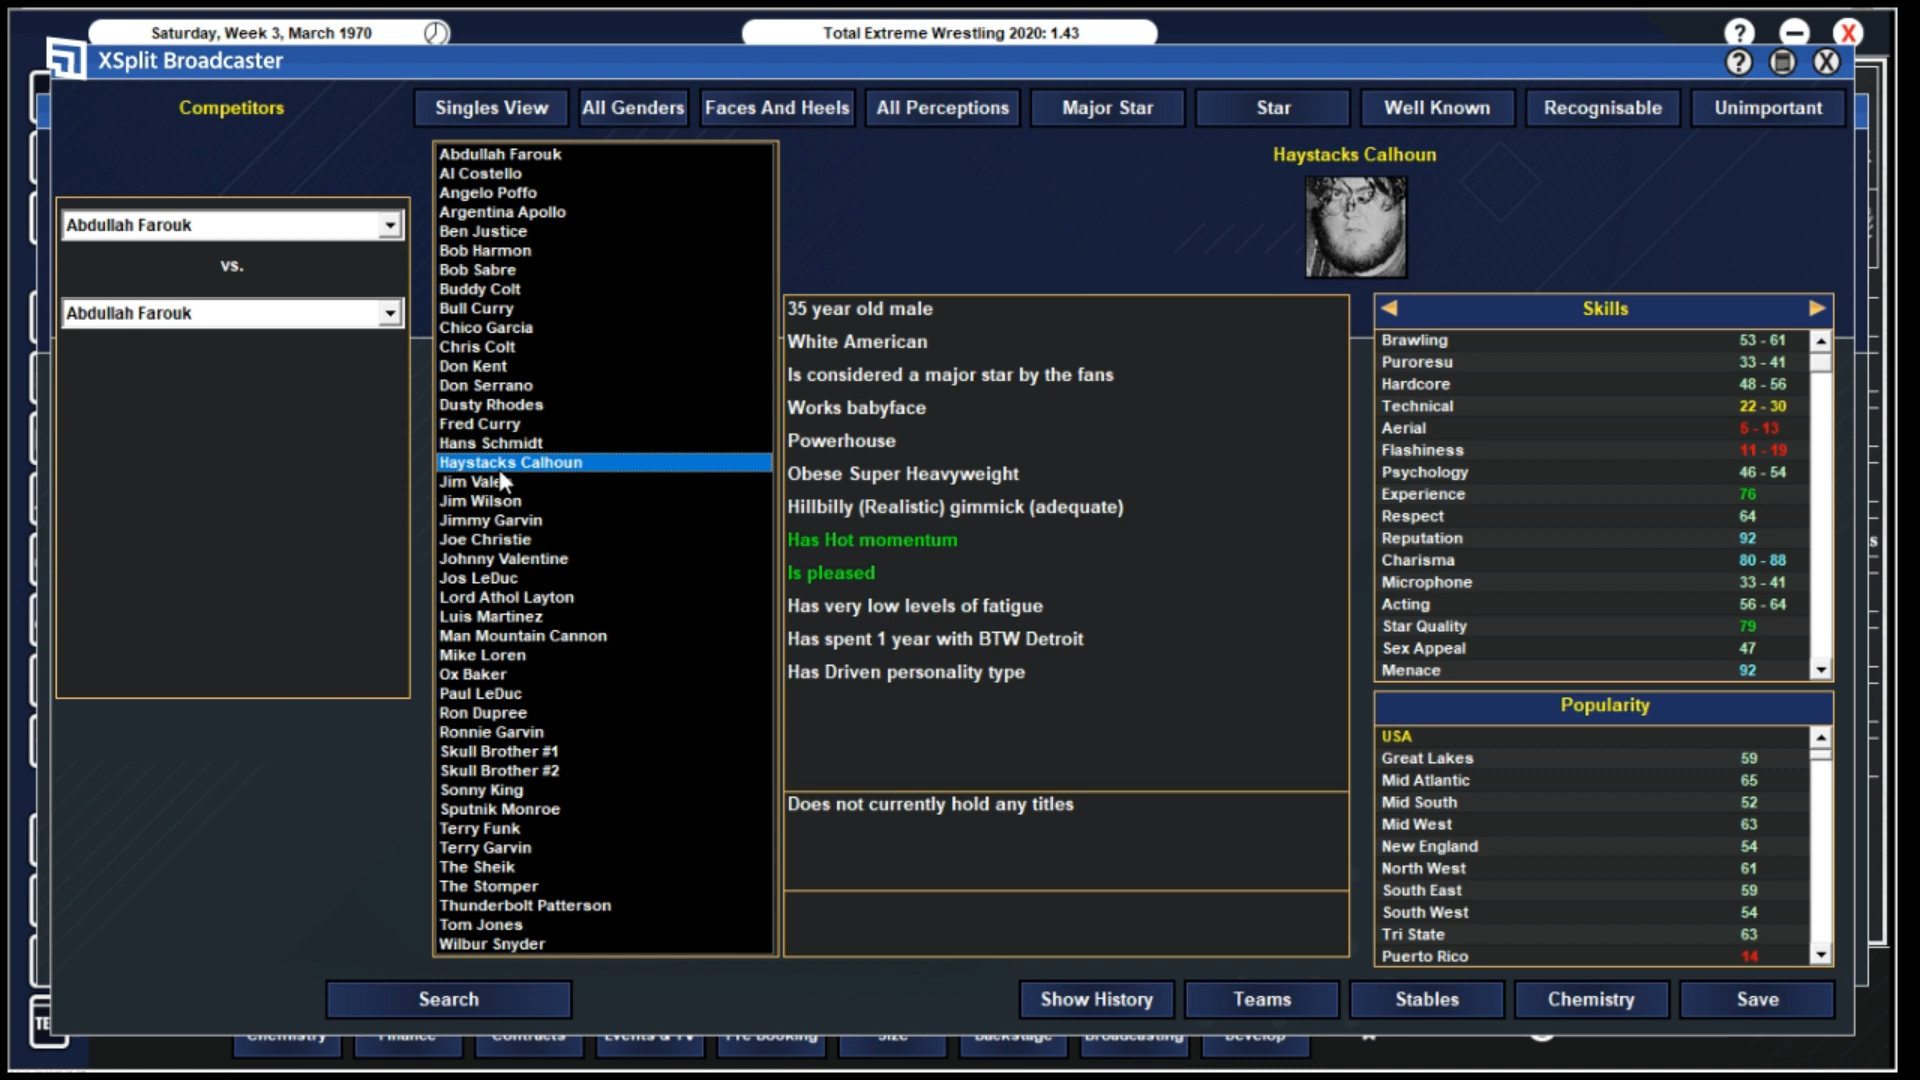 Saturday, Week 3, March 1970
Total Extreme Wrestling 2020: 1.43
? X
XSplit Broadcaster
? X
Competitors
Singles View
All Genders
Faces And Heels
All Perceptions
Major Star
Star
Well Known
Recognisable
Unimportant
Abdullah Farouk
vs.
Abdullah Farouk
Abdullah Farouk
Al Costello
Angelo Poffo
Argentina Apollo
Ben Justice
Bob Harmon
Bob Sabre
Buddy Colt
Bull Curry
Chico Garcia
Chris Colt
Don Kent
Don Serrano
Dusty Rhodes
Fred Curry
Hans Schmidt
Haystacks Calhoun
Jim
Jim Wilson
Jimmy Garvin
Joe Christie
Johnny Valentine
Jos LeDuc
Lord Athol Layton
Luis Martinez
Man Mountain Cannon
Mike Loren
Ox Baker
Paul LeDuc
Ron Dupree
Ronnie Garvin
Skull Brother #1
Skull Brother #2
Sonny King
Sputnik Monroe
Terry Funk
Terry Garvin
The Sheik
The Stomper
Thunderbolt Patterson
Tom Jones
Wilbur Snyder
Haystacks Calhoun
35 year old male
White American
Is considered a major star by the fans
Works babyface
Powerhouse
Obese Super Heavyweight
Hillbilly (Realistic) gimmick (adequate)
Has Hot momentum
Is pleased
Has very low levels of fatigue
Has spent 1 year with BTW Detroit
Has Driven personality type
Does not currently hold any titles
Skills
Brawling 53 - 61
Puroresu 33 - 41
Hardcore 48 - 56
Technical 22 - 30
Aerial 5 - 13
Flashiness 11 - 19
Psychology 46 - 54
Experience 76
Respect 64
Reputation 92
Charisma 80 - 88
Microphone 33 - 41
Acting 56 - 64
Star Quality 79
Sex Appeal 47
Menace 92
Popularity
USA
Great Lakes 59
Mid Atlantic 65
Mid South 52
Mid West 63
New England 54
North West 61
South East 59
South West 54
Tri State 63
Puerto Rico 14
Search
Show History
Teams
Stables
Chemistry
Save
TE
Chemistry
Finance
Contracts
Events & TV
Pre Booking
Size
Backstage
Broadcasting
Develop